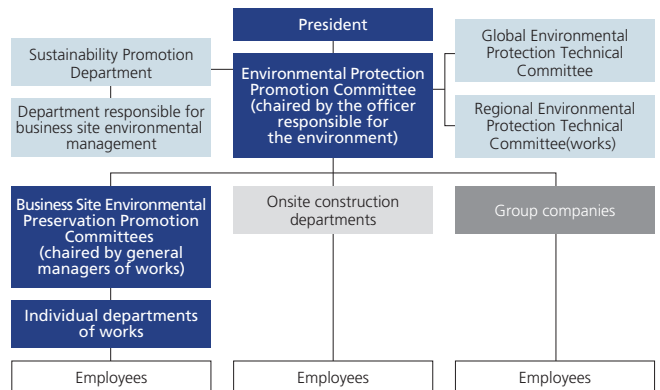 President
Sustainability Promotion
Department
Department responsible for
business site environmental
management
Environmental Protection
Promotion Committee
(chaired by the officer
responsible for
the environment)
Global Environmental
Protection Technical
Committee
Regional Environmental
Protection Technical
Committee(works)
Business Site Environmental
Preservation Promotion
Committees
(chaired by general
managers of works)
Individual departments
of works
Employees
Onsite construction
departments
Employees
Group companies
Employees